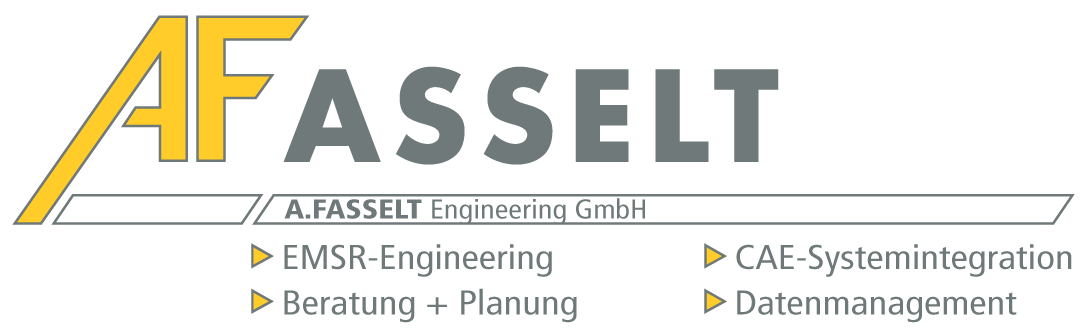 AFASSELT
A.FASSELT Engineering GmbH
EMSR-Engineering
CAE-Systemintegration
Beratung + Planung
Datenmanagement